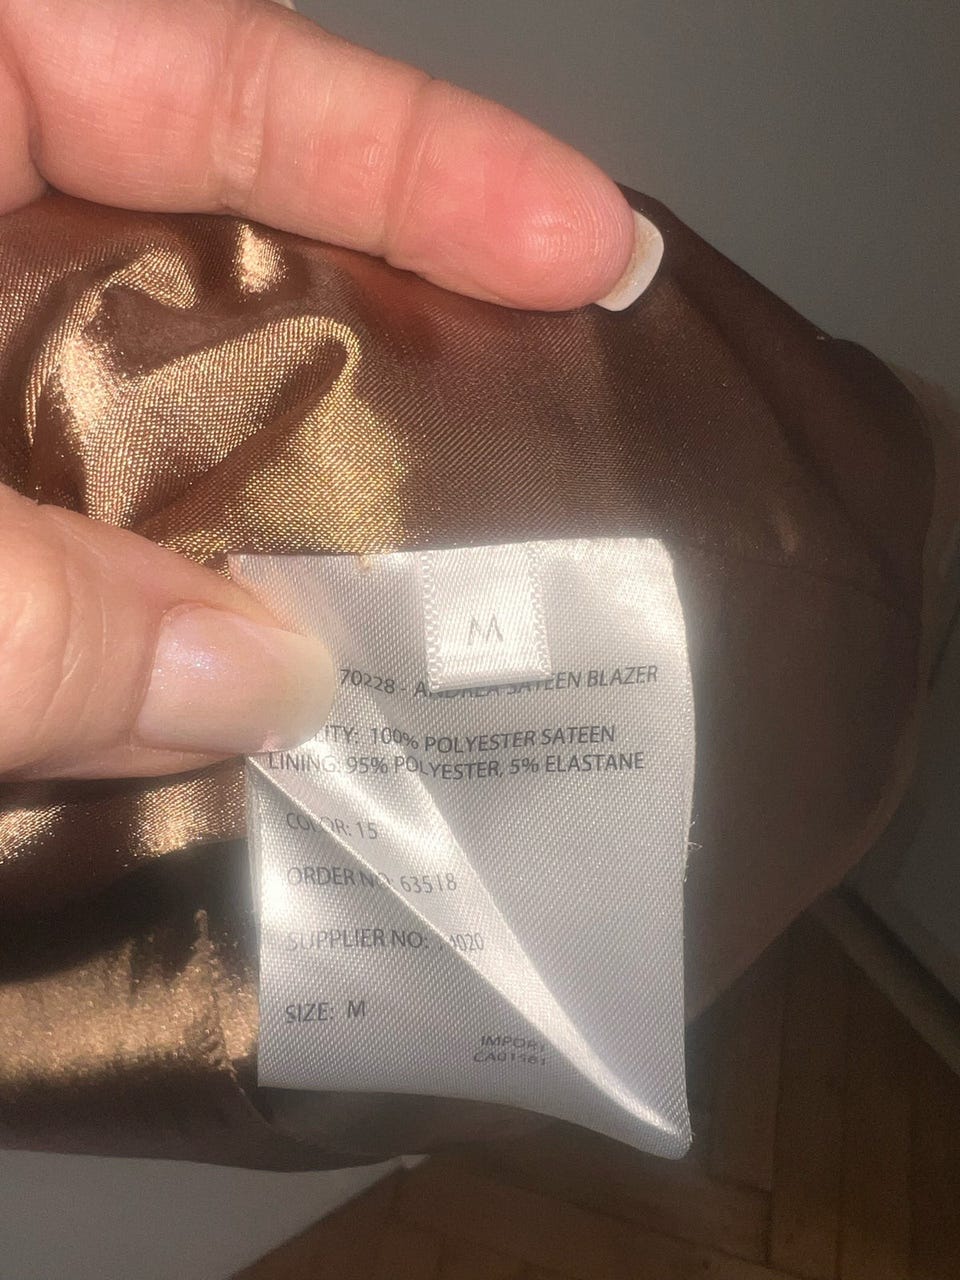 M
70228 - ANDREA SATEEN BLAZER
ITY: 100% POLYESTER SATEEN
LINING: 95% POLYESTER, 5% ELASTANE
COLOR: 15
ORDER NO: 63518
SUPPLIER NO:
SIZE: M
IMPORT